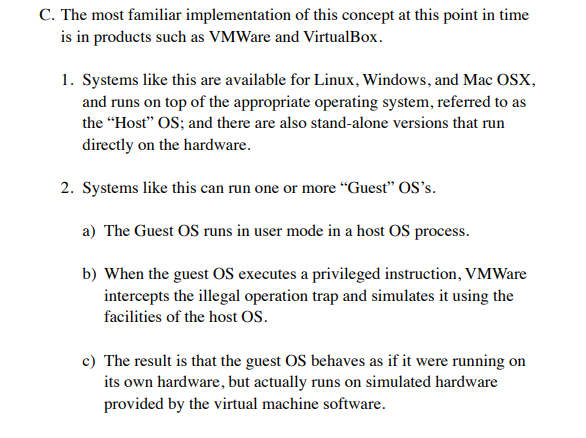 C. The most familiar implementation of this concept at this point in time
is in products such as VMWare and VirtualBox.
1. Systems like this are available for Linux, Windows, and Mac OSX,
and runs on top of the appropriate operating system, referred to as
the “Host” OS; and there are also stand-alone versions that run
directly on the hardware.
2. Systems like this can run one or more “Guest” OS’s.
a) The Guest OS runs in user mode in a host OS process.
b) When the guest OS executes a privileged instruction, VMWare
intercepts the illegal operation trap and simulates it using the
facilities of the host OS.
c) The result is that the guest OS behaves as if it were running on
its own hardware, but actually runs on simulated hardware
provided by the virtual machine software.